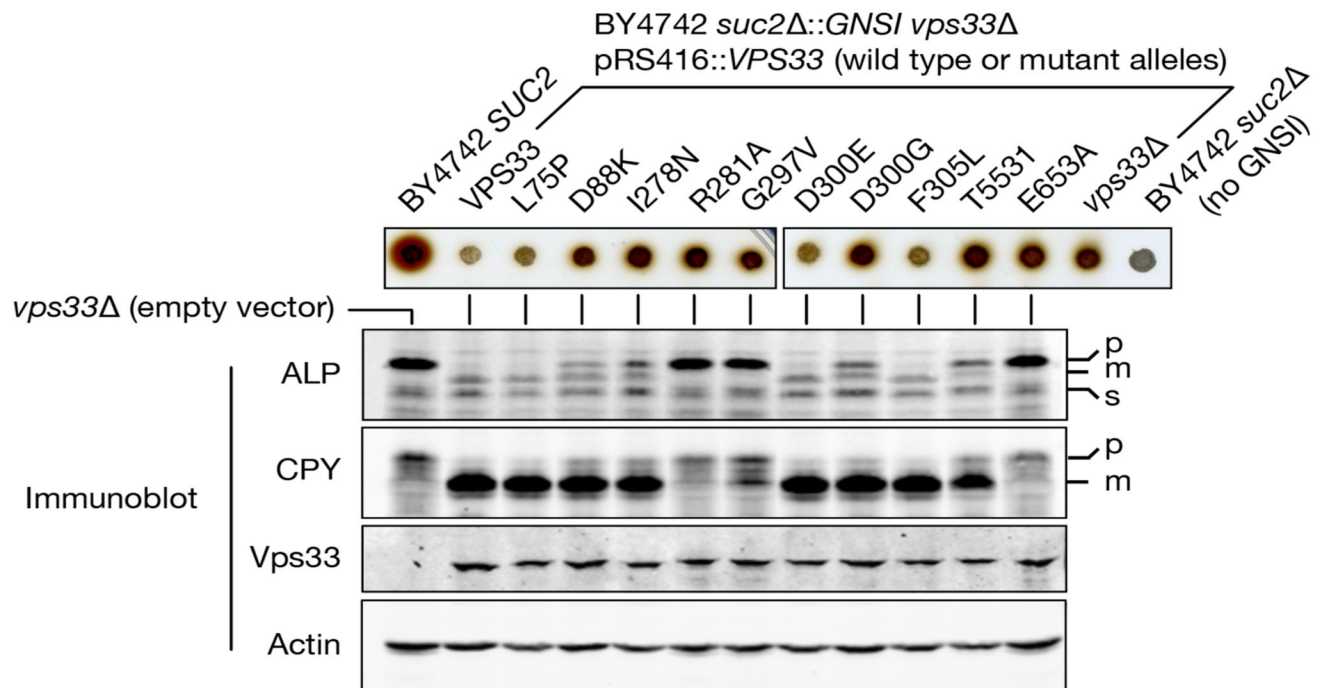 BY4742 suc2Δ::GNSI vps33Δ
pRS416::VPS33 (wild type or mutant alleles)
BY4742 SUC2
VPS33
L75P
D88K
I278N
R281A
G297V
D300E
D300G
F305L
T5531
E653A
vps33Δ
BY4742 suc2Δ
(no GNSI)
vps33Δ (empty vector)
Immunoblot
ALP
p
m
s
CPY
p
m
Vps33
Actin